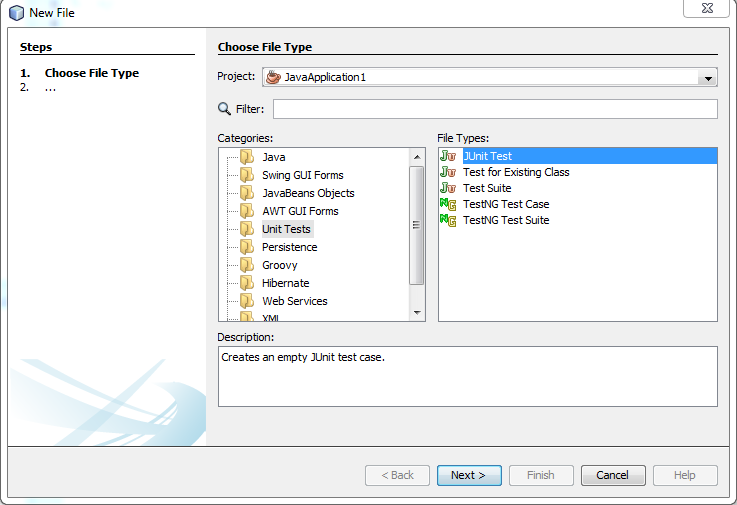 New File
Steps
1. Choose File Type
2. ...
Choose File Type
Project: JavaApplication1
Filter:
Categories:
Java
Swing GUI Forms
JavaBeans Objects
AWT GUI Forms
Unit Tests
Persistence
Groovy
Hibernate
Web Services
XML
File Types:
JUnit Test
Test for Existing Class
Test Suite
TestNG Test Case
TestNG Test Suite
Description:
Creates an empty JUnit test case.
< Back Next > Finish Cancel Help